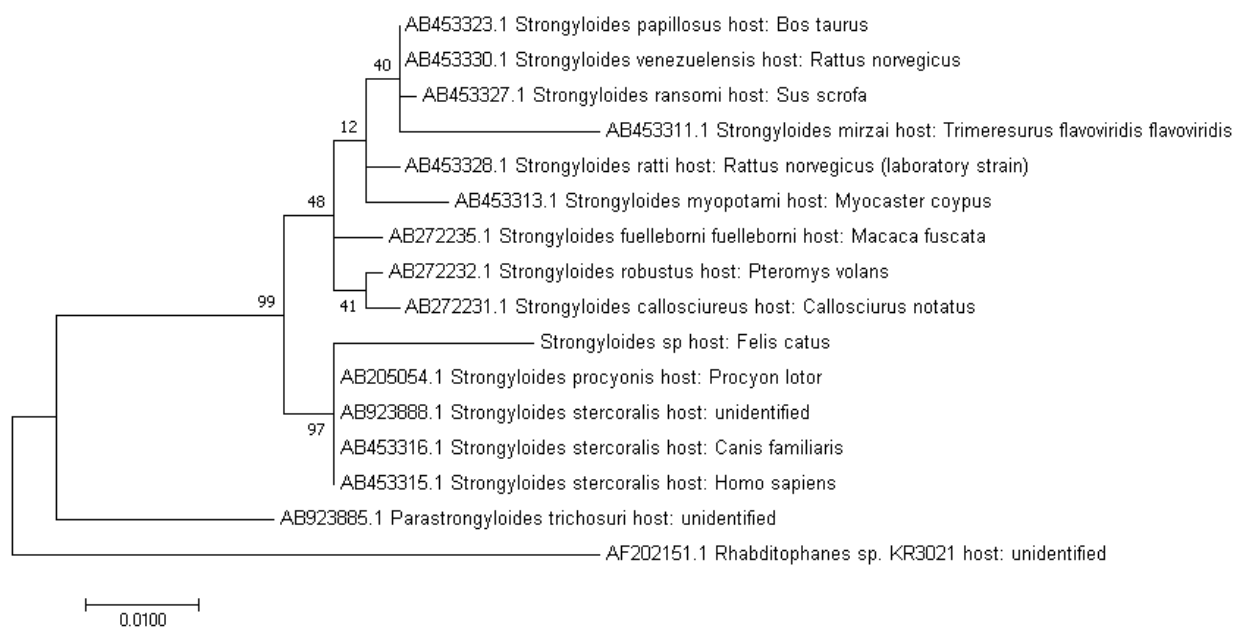 AB453323.1 Strongyloides papillosus host: Bos taurus
40
AB453330.1 Strongyloides venezuelensis host: Rattus norvegicus
AB453327.1 Strongyloides ransomi host: Sus scrofa
12
AB453311.1 Strongyloides mirzai host: Trimeresurus flavoviridis flavoviridis
AB453328.1 Strongyloides ratti host: Rattus norvegicus (laboratory strain)
48
AB453313.1 Strongyloides myopotami host: Myocaster coypus
AB272235.1 Strongyloides fuelleborni fuelleborni host: Macaca fuscata
AB272232.1 Strongyloides robustus host: Pteromys volans
99
41
AB272231.1 Strongyloides callosciureus host: Callosciurus notatus
Strongyloides sp host: Felis catus
AB205054.1 Strongyloides procyonis host: Procyon lotor
AB923888.1 Strongyloides stercoralis host: unidentified
97
AB453316.1 Strongyloides stercoralis host: Canis familiaris
AB453315.1 Strongyloides stercoralis host: Homo sapiens
AB923885.1 Parastrongyloides trichosuri host: unidentified
AF202151.1 Rhabditophanes sp. KR3021 host: unidentified
0.0100